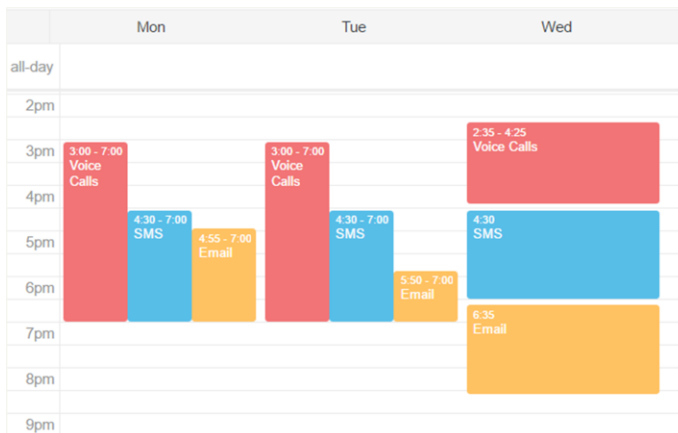 Mon Tue Wed
all-day
2pm
3pm
4pm
5pm
6pm
7pm
8pm
9pm
3:00 - 7:00
Voice
Calls
4:30 - 7:00
SMS
4:55 - 7:00
Email
3:00 - 7:00
Voice
Calls
4:30 - 7:00
SMS
5:50 - 7:00
Email
2:35 - 4:25
Voice Calls
4:30
SMS
6:35
Email